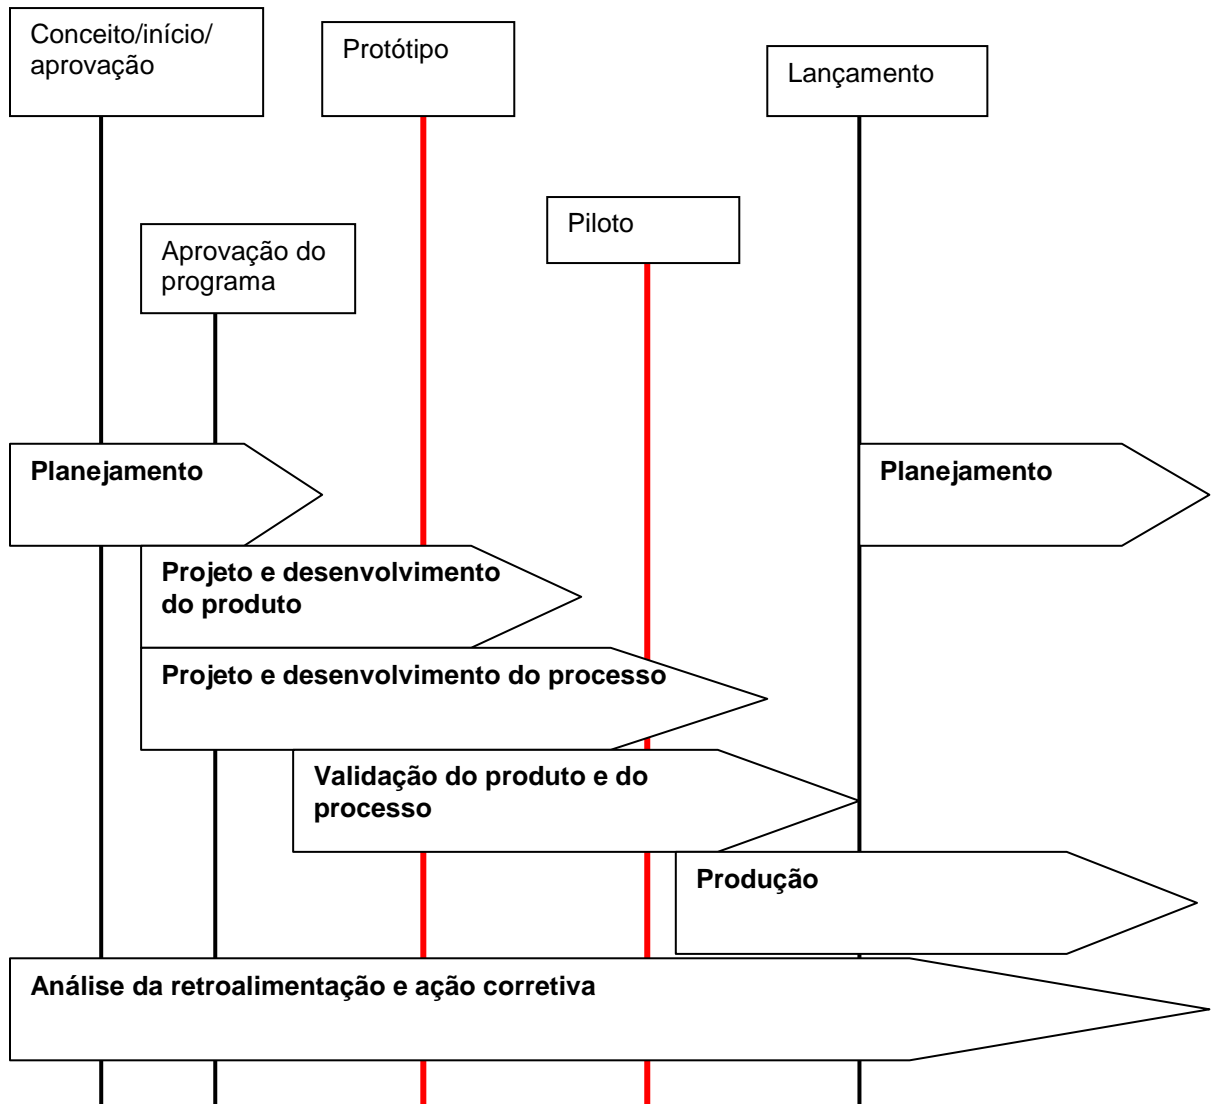 Conceito/início/
aprovação
Protótipo
Lançamento
Aprovação do
programa
Piloto
Planejamento
Planejamento
Projeto e desenvolvimento
do produto
Projeto e desenvolvimento do processo
Validação do produto e do
processo
Produção
Análise da retroalimentação e ação corretiva